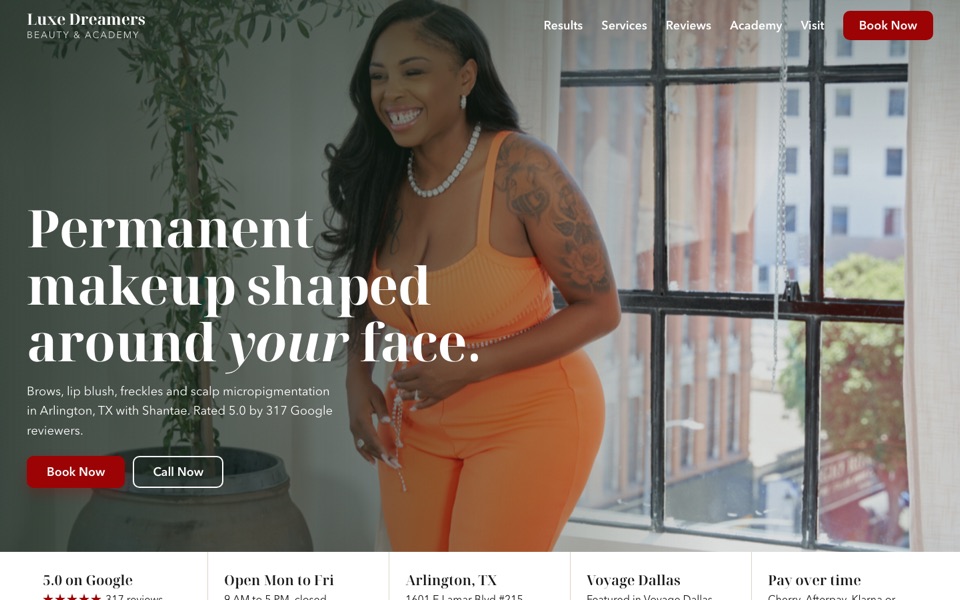 Luxe Dreamers
BEAUTY & ACADEMY
Results Services Reviews Academy Visit Book Now
Permanent
makeup shaped
around your face.
Brows, lip blush, freckles and scalp micropigmentation
in Arlington, TX with Shantae. Rated 5.0 by 317 Google
reviewers.
Book Now Call Now
5.0 on Google
★★★★★ 317 reviews
Open Mon to Fri
9 AM to 5 PM, closed
Arlington, TX
1601 E Lamar Blvd #215
Voyage Dallas
Featured in Voyage Dallas
Pay over time
Cherry, Afterpay, Klarna or